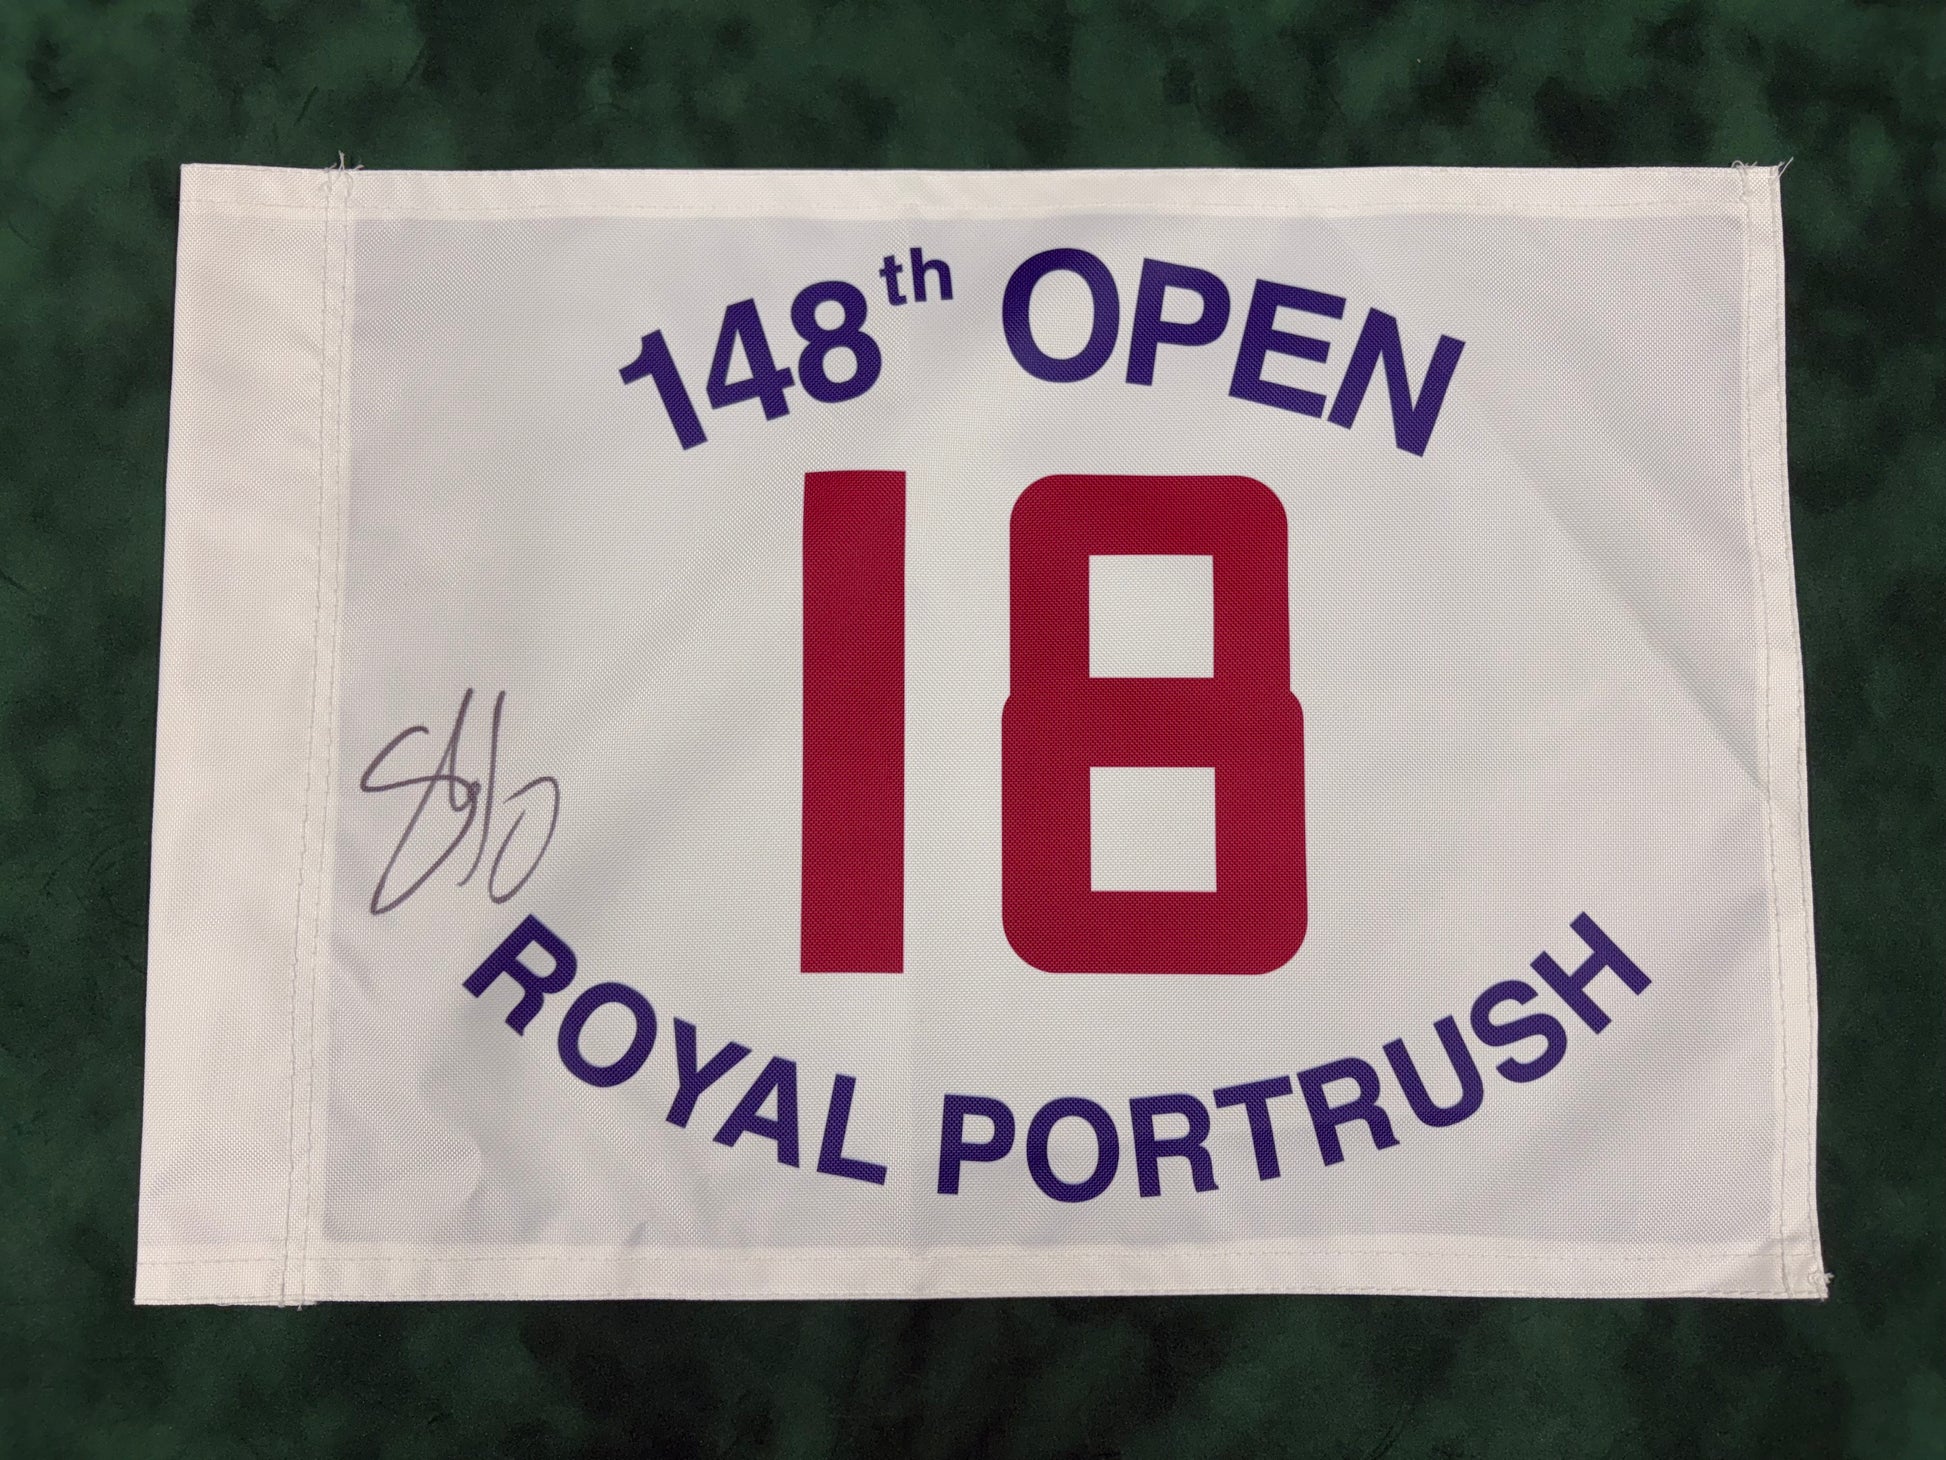 148th OPEN
18
ROYAL PORTRUSH